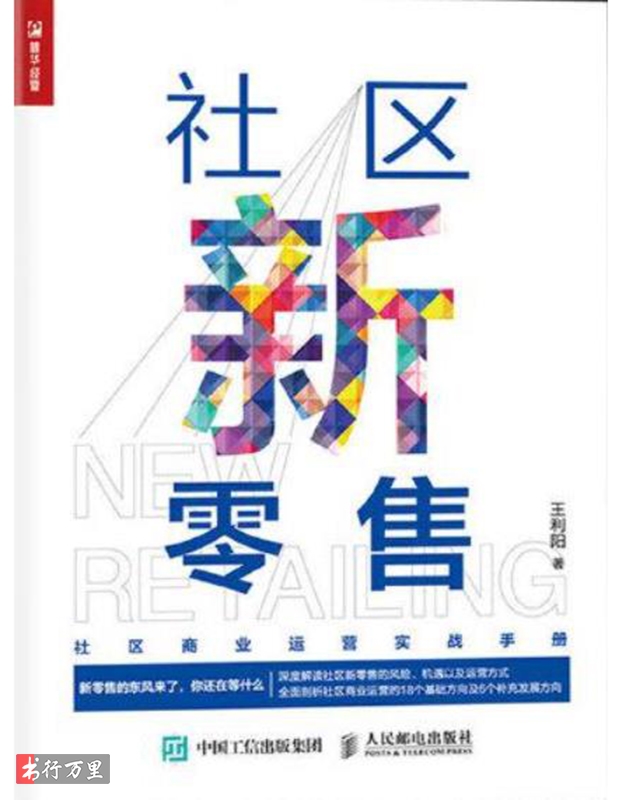 普华经管
社区
新
零售
NEW
RETAILING
王利阳 著
社区商业运营实战手册
新零售的东风来了,你还在等什么
深度解读社区新零售的风险、机遇以及运营方式
全面剖析社区商业运营的18个基础方向及6个补充发展方向
中国工信出版集团
人民邮电出版社
POSTS & TELECOM PRESS
书行万里